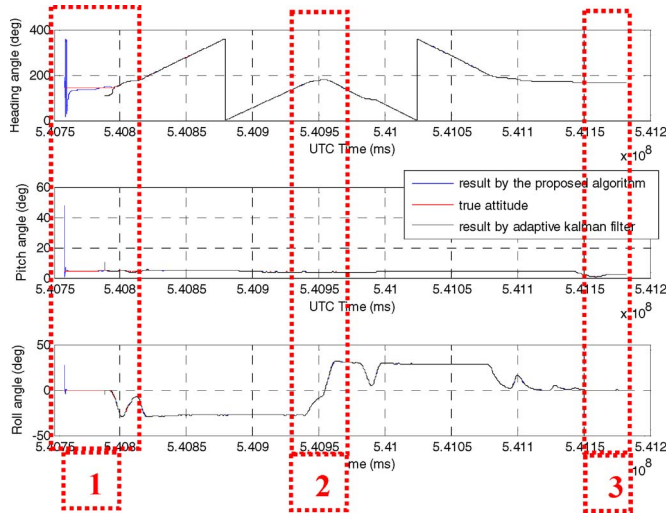 Heading angle (deg)
400
200
0
5.4075 5.408 5.4085 5.409 5.4095 5.41 5.4105 5.411 5.4115 5.412
UTC Time (ms)
x 10^8
Pitch angle (deg)
60
40
20
0
5.4075 5.408 5.4085 5.409 5.4095 5.41 5.4105 5.411 5.4115 5.412
UTC Time (ms)
x 10^8
result by the proposed algorithm
true attitude
result by adaptive kalman filter
Roll angle (deg)
50
0
-50
5.4075 5.408 5.4085 5.409 5.4095 5.41 5.4105 5.411 5.4115 5.412
me (ms)
10^8
1
2
3